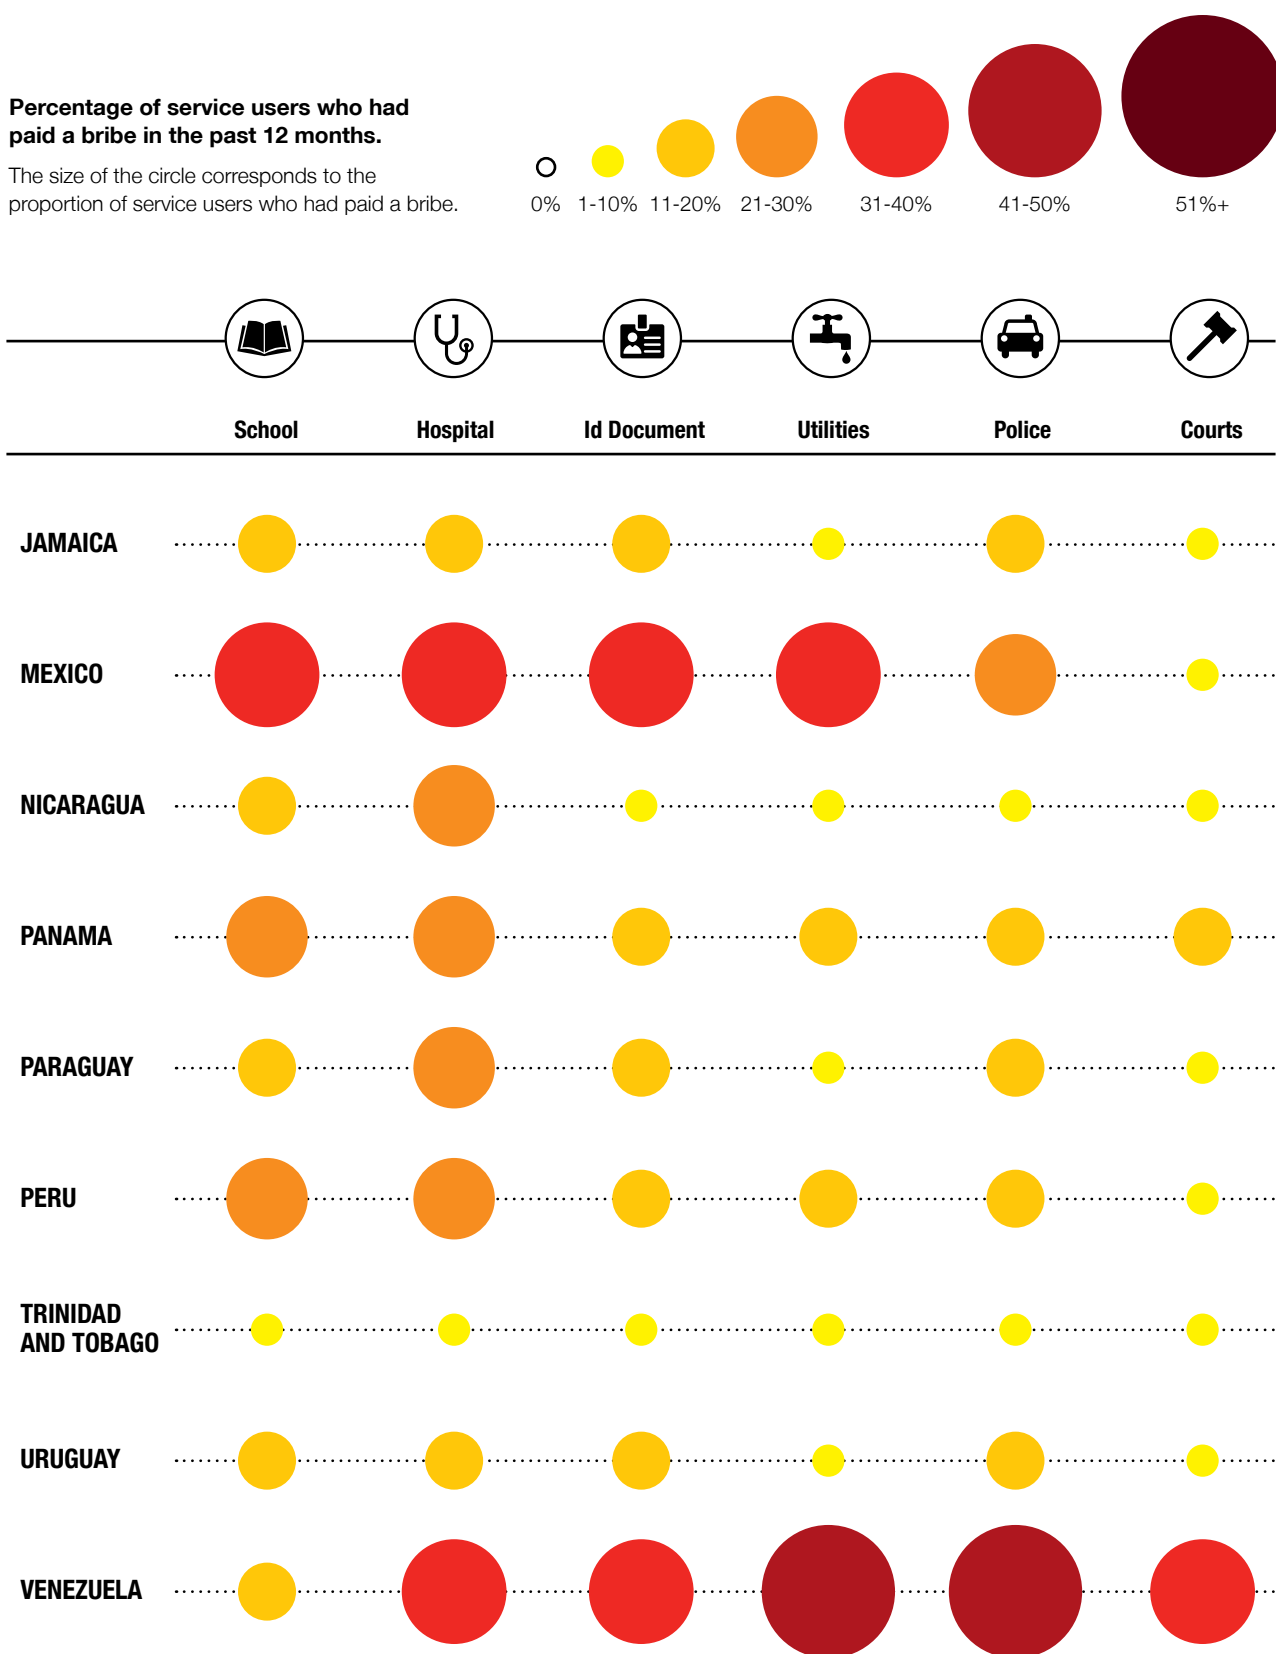 Percentage of service users who had
paid a bribe in the past 12 months.
The size of the circle corresponds to the
proportion of service users who had paid a bribe.
0% 1-10% 11-20% 21-30% 31-40% 41-50% 51%+
School Hospital Id Document Utilities Police Courts
JAMAICA
MEXICO
NICARAGUA
PANAMA
PARAGUAY
PERU
TRINIDAD
AND TOBAGO
URUGUAY
VENEZUELA